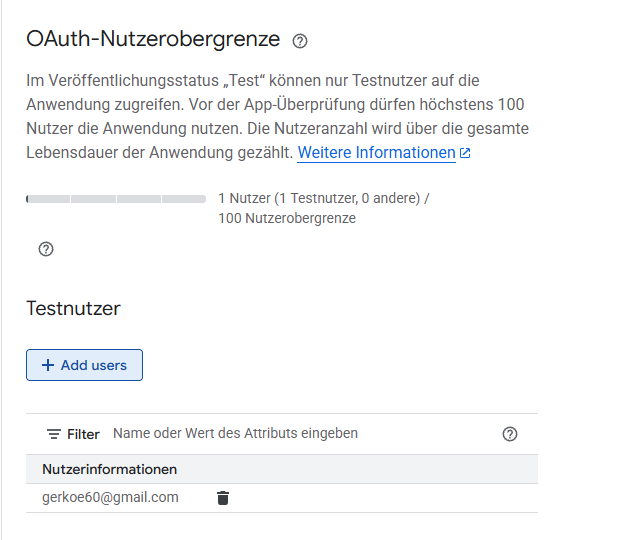 OAuth-Nutzerobergrenze
Im Veröffentlichungsstatus „Test“ können nur Testnutzer auf die
Anwendung zugreifen. Vor der App-Überprüfung dürfen höchstens 100
Nutzer die Anwendung nutzen. Die Nutzeranzahl wird über die gesamte
Lebensdauer der Anwendung gezählt. Weitere Informationen
1 Nutzer (1 Testnutzer, 0 andere) /
100 Nutzerobergrenze
Testnutzer
+ Add users
Filter Name oder Wert des Attributs eingeben
Nutzerinformationen
gerkoe60@gmail.com